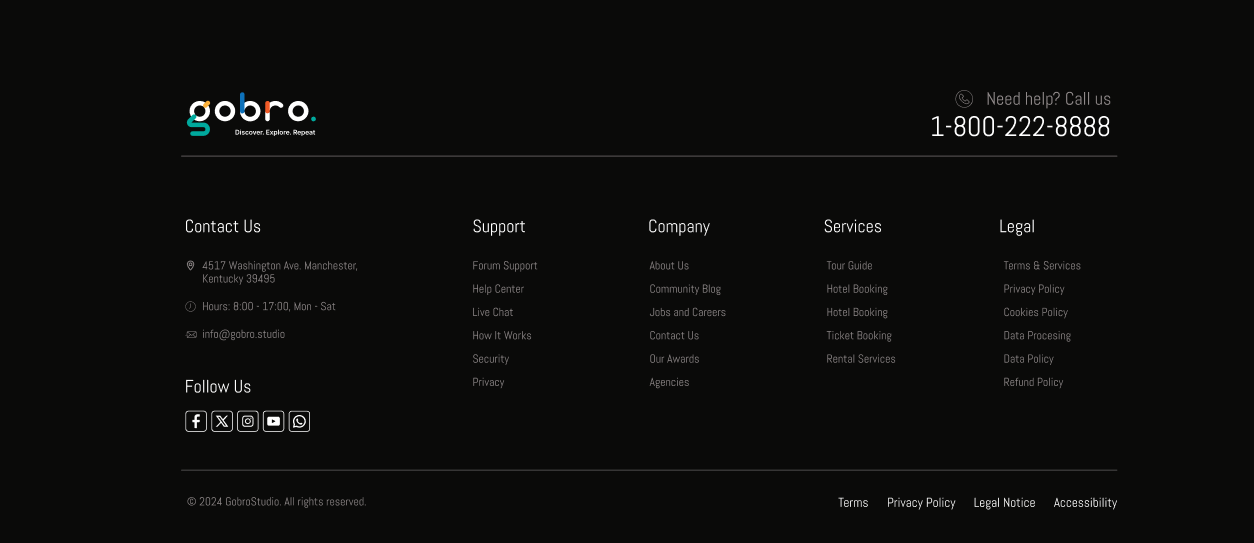 gobro.
Discover. Explore. Repeat
Need help? Call us
1-800-222-8888
Contact Us
4517 Washington Ave. Manchester,
Kentucky 39495
Hours: 8:00 - 17:00, Mon - Sat
info@gobro.studio
Follow Us
Support
Forum Support
Help Center
Live Chat
How It Works
Security
Privacy
Company
About Us
Community Blog
Jobs and Careers
Contact Us
Our Awards
Agencies
Services
Tour Guide
Hotel Booking
Hotel Booking
Ticket Booking
Rental Services
Legal
Terms & Services
Privacy Policy
Cookies Policy
Data Procesing
Data Policy
Refund Policy
© 2024 GobroStudio. All rights reserved.
Terms Privacy Policy Legal Notice Accessibility